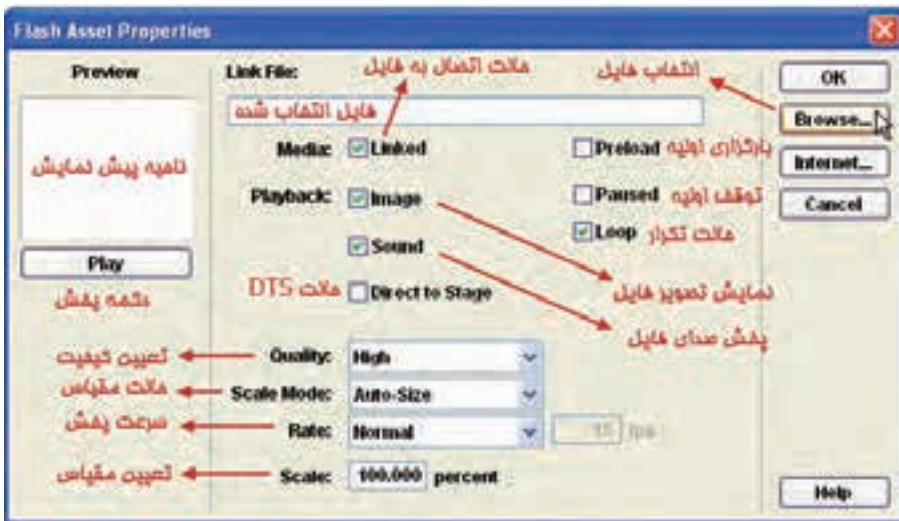 Flash Asset Properties
Preview
Link File:
حالت اتصال به فایل
انتخاب فایل
OK
فایل انتخاب شده
Browse...
Media:
Linked
Preload
بارگزاری اولیه
ناحیه پیش نمایش
Internet...
Playback:
Image
Paused
توقف اولیه
Cancel
Loop
حالت تکرار
Sound
Play
حالت DTS
Direct to Stage
نمایش تصویر فایل
دکمه پخش
پخش صدای فایل
تعیین کیفیت
Quality:
High
حالت مقیاس
Scale Mode:
Auto-Size
سرعت پخش
Rate:
Normal
15
fps
تعیین مقیاس
Scale:
100.000
percent
Help